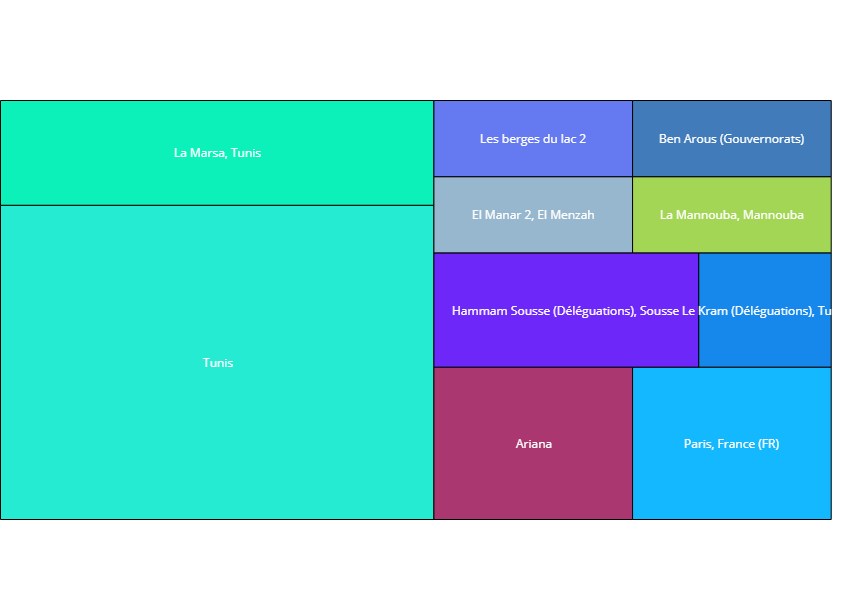 La Marsa, Tunis
Les berges du lac 2
Ben Arous (Gouvernorats)
El Manar 2, El Menzah
La Mannouba, Mannouba
Hammam Sousse (Déléguations), Sousse
Le Kram (Déléguations), Tu
Tunis
Ariana
Paris, France (FR)